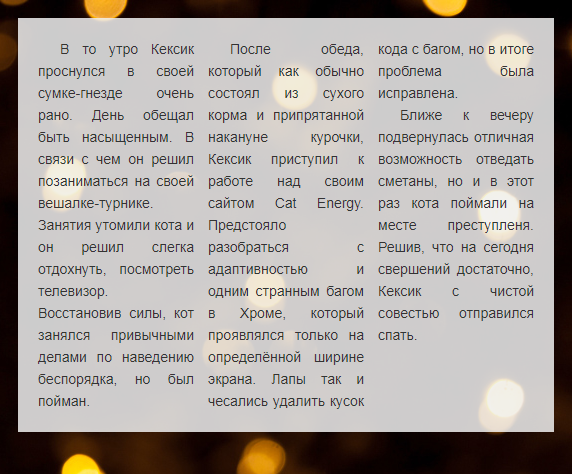 В то утро Кексик
проснулся в своей
сумке-гнезде очень
рано. День обещал
быть насыщенным. В
связи с чем он решил
позаниматься на своей
вешалке-турнике.
Занятия утомили кота и
он решил слегка
отдохнуть, посмотреть
телевизор.
Восстановив силы, кот
занялся привычными
делами по наведению
беспорядка, но был
пойман.
После обеда,
который как обычно
состоял из сухого
корма и припрятанной
накануне курочки,
Кексик приступил к
работе над своим
сайтом Cat Energy.
Предстояло
разобраться с
адаптивностью и
одним странным багом
в Хроме, который
проявлялся только на
определённой ширине
экрана. Лапы так и
чесались удалить кусок
кода с багом, но в итоге
проблема была
исправлена.
Ближе к вечеру
подвернулась отличная
возможность отведать
сметаны, но и в этот
раз кота поймали на
месте преступленя.
Решив, что на сегодня
свершений достаточно,
Кексик с чистой
совестью отправился
спать.